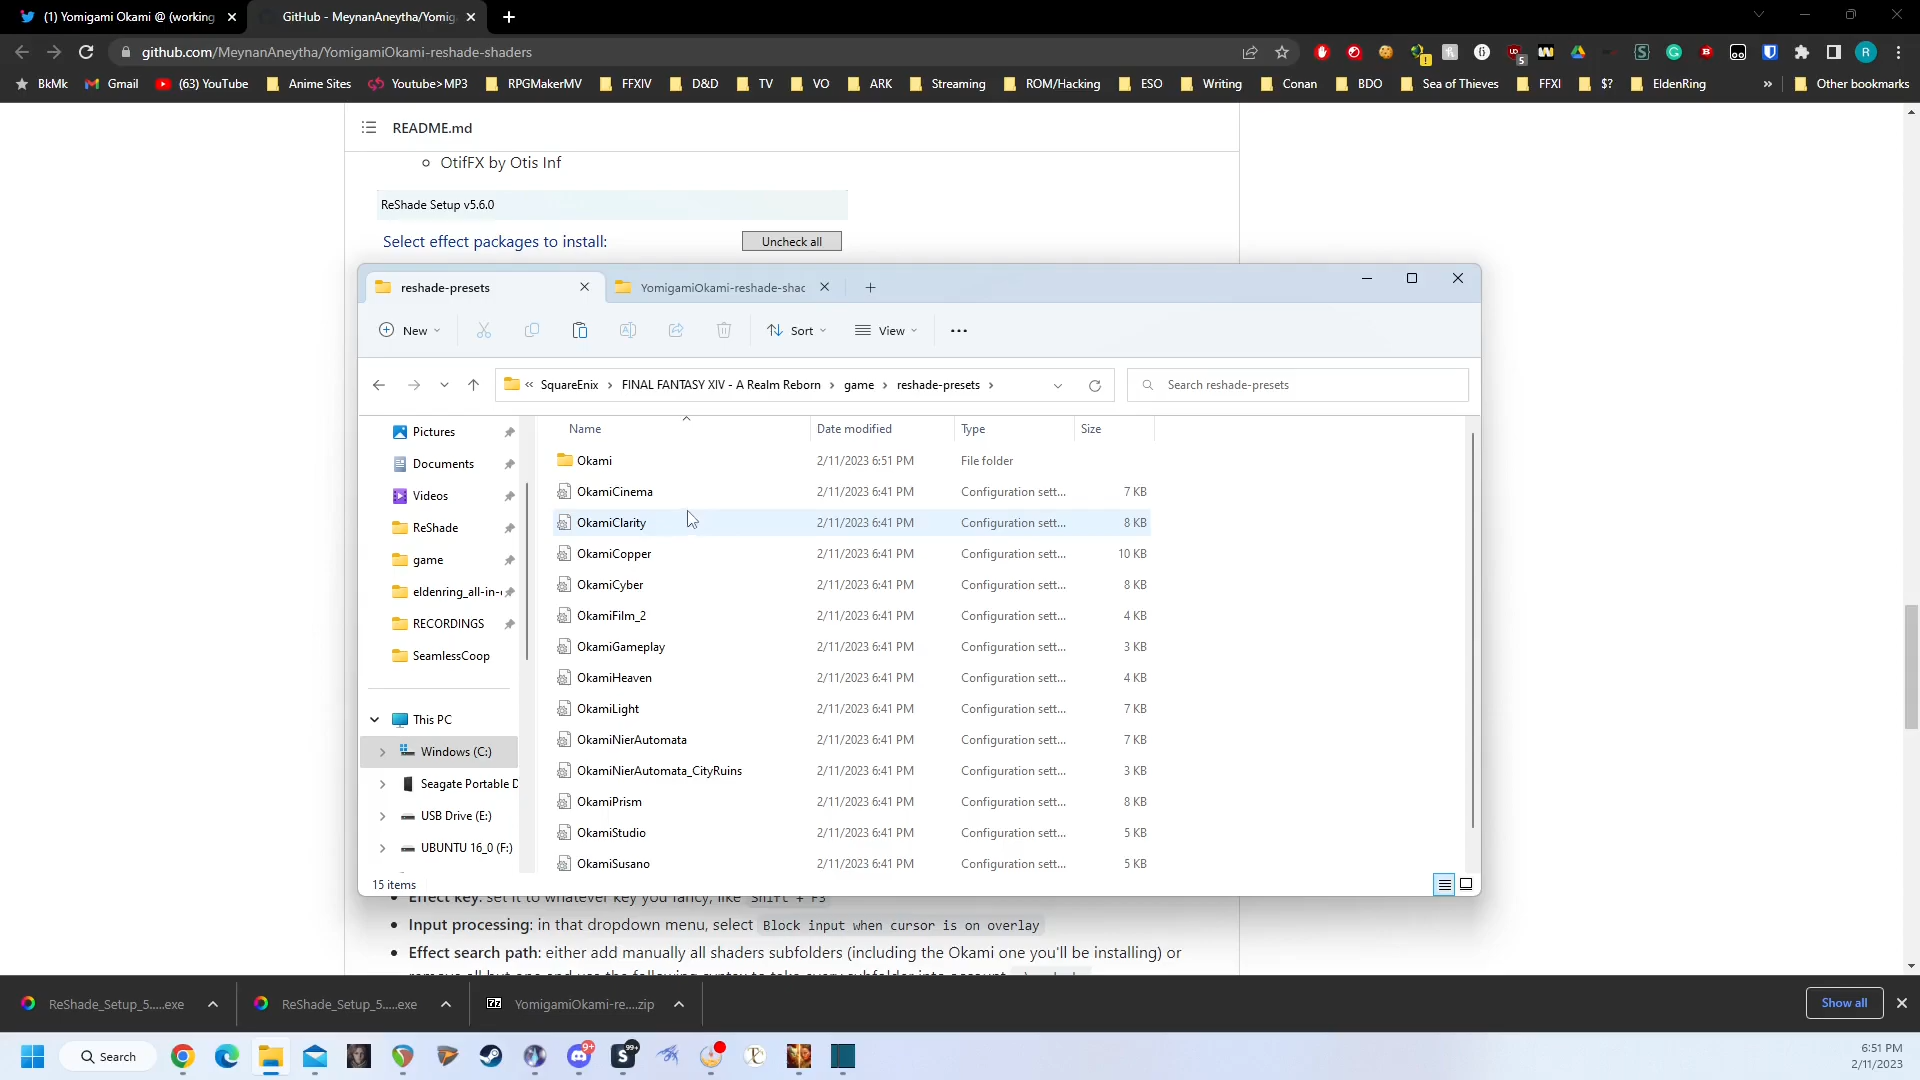 (1) Yomigami Okami @ (working
GitHub - MeynanAneytha/Yomig
github.com/MeynanAneytha/YomigamiOkami-reshade-shaders
5
R
BkMk
Gmail
(63) YouTube
Anime Sites
Youtube>MP3
RPGMakerMV
FFXIV
D&D
TV
VO
ARK
Streaming
ROM/Hacking
ESO
Writing
Conan
BDO
Sea of Thieves
FFXI
$?
EldenRing
»
Other bookmarks
README.md
OtifFX by Otis Inf
ReShade Setup v5.6.0
Select effect packages to install:
Uncheck all
reshade-presets
YomigamiOkami-reshade-shac
New
Sort
View
« SquareEnix > FINAL FANTASY XIV - A Realm Reborn > game > reshade-presets >
Search reshade-presets
Pictures
Documents
Videos
ReShade
game
eldenring_all-in-
RECORDINGS
SeamlessCoop
This PC
Windows (C:)
Seagate Portable D
USB Drive (E:)
UBUNTU 16_0 (F:)
Name Date modified Type Size
Okami 2/11/2023 6:51 PM File folder
OkamiCinema 2/11/2023 6:41 PM Configuration sett... 7 KB
OkamiClarity 2/11/2023 6:41 PM Configuration sett... 8 KB
OkamiCopper 2/11/2023 6:41 PM Configuration sett... 10 KB
OkamiCyber 2/11/2023 6:41 PM Configuration sett... 8 KB
OkamiFilm_2 2/11/2023 6:41 PM Configuration sett... 4 KB
OkamiGameplay 2/11/2023 6:41 PM Configuration sett... 3 KB
OkamiHeaven 2/11/2023 6:41 PM Configuration sett... 4 KB
OkamiLight 2/11/2023 6:41 PM Configuration sett... 7 KB
OkamiNierAutomata 2/11/2023 6:41 PM Configuration sett... 7 KB
OkamiNierAutomata_CityRuins 2/11/2023 6:41 PM Configuration sett... 3 KB
OkamiPrism 2/11/2023 6:41 PM Configuration sett... 8 KB
OkamiStudio 2/11/2023 6:41 PM Configuration sett... 5 KB
OkamiSusano 2/11/2023 6:41 PM Configuration sett... 5 KB
15 items
Effect key: set it to whatever key you fancy, like Shift + F3
Input processing: in that dropdown menu, select Block input when cursor is on overlay
Effect search path: either add manually all shaders subfolders (including the Okami one you'll be installing) or
ReShade_Setup_5.....exe
ReShade_Setup_5.....exe
YomigamiOkami-re....zip
Show all
Search
9+
99+
6:51 PM
2/11/2023